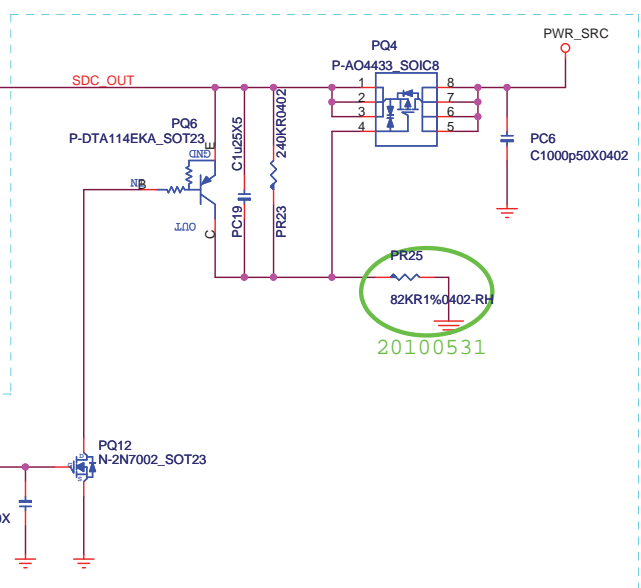 PWR_SRC
PQ4
P-AO4433_SOIC8
SDC_OUT
1
2
3
4
8
7
6
5
PQ6
P-DTA114EKA_SOT23
GND
E
IN
B
OUT
C
C1u25X5
PC19
240KR0402
PR23
PC6
C1000p50X0402
PR25
82KR1%0402-RH
20100531
PQ12
N-2N7002_SOT23
D
G
S
0X